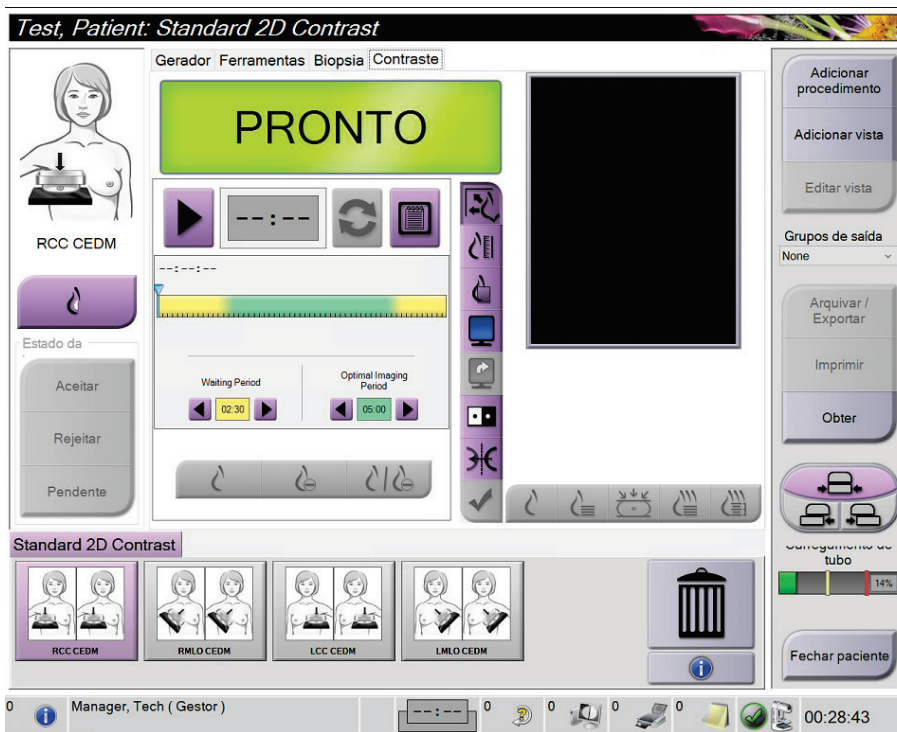 Test, Patient: Standard 2D Contrast
Gerador Ferramentas Biopsia Contraste
PRONTO
--:--
--:--:--
Waiting Period
02:30
Optimal Imaging
Period
05:00
RCC CEDM
Estado da
Aceitar
Rejeitar
Pendente
Adicionar
procedimento
Adicionar vista
Editar vista
Grupos de saída
None
Arquivar /
Exportar
Imprimir
Obter
Carregamento de
tubo
14%
Fechar paciente
Standard 2D Contrast
RCC CEDM
RMLO CEDM
LCC CEDM
LMLO CEDM
0
Manager, Tech ( Gestor )
--:--
0
0
0
0
00:28:43